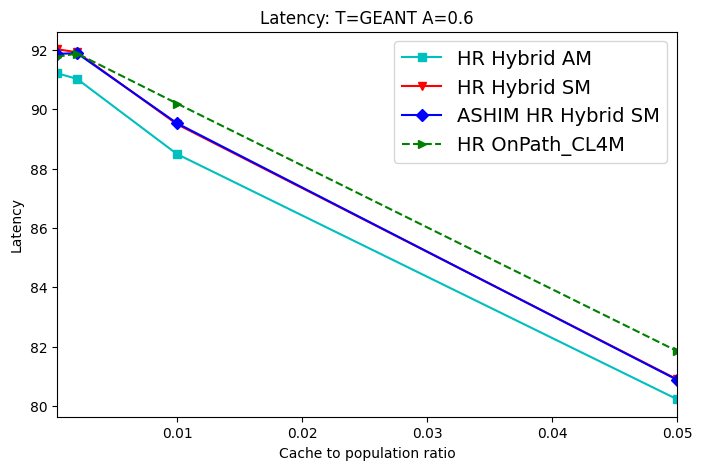 Latency: T=GEANT A=0.6
HR Hybrid AM
HR Hybrid SM
ASHIM HR Hybrid SM
HR OnPath_CL4M
Latency
92
90
88
86
84
82
80
0.01
0.02
0.03
0.04
0.05
Cache to population ratio